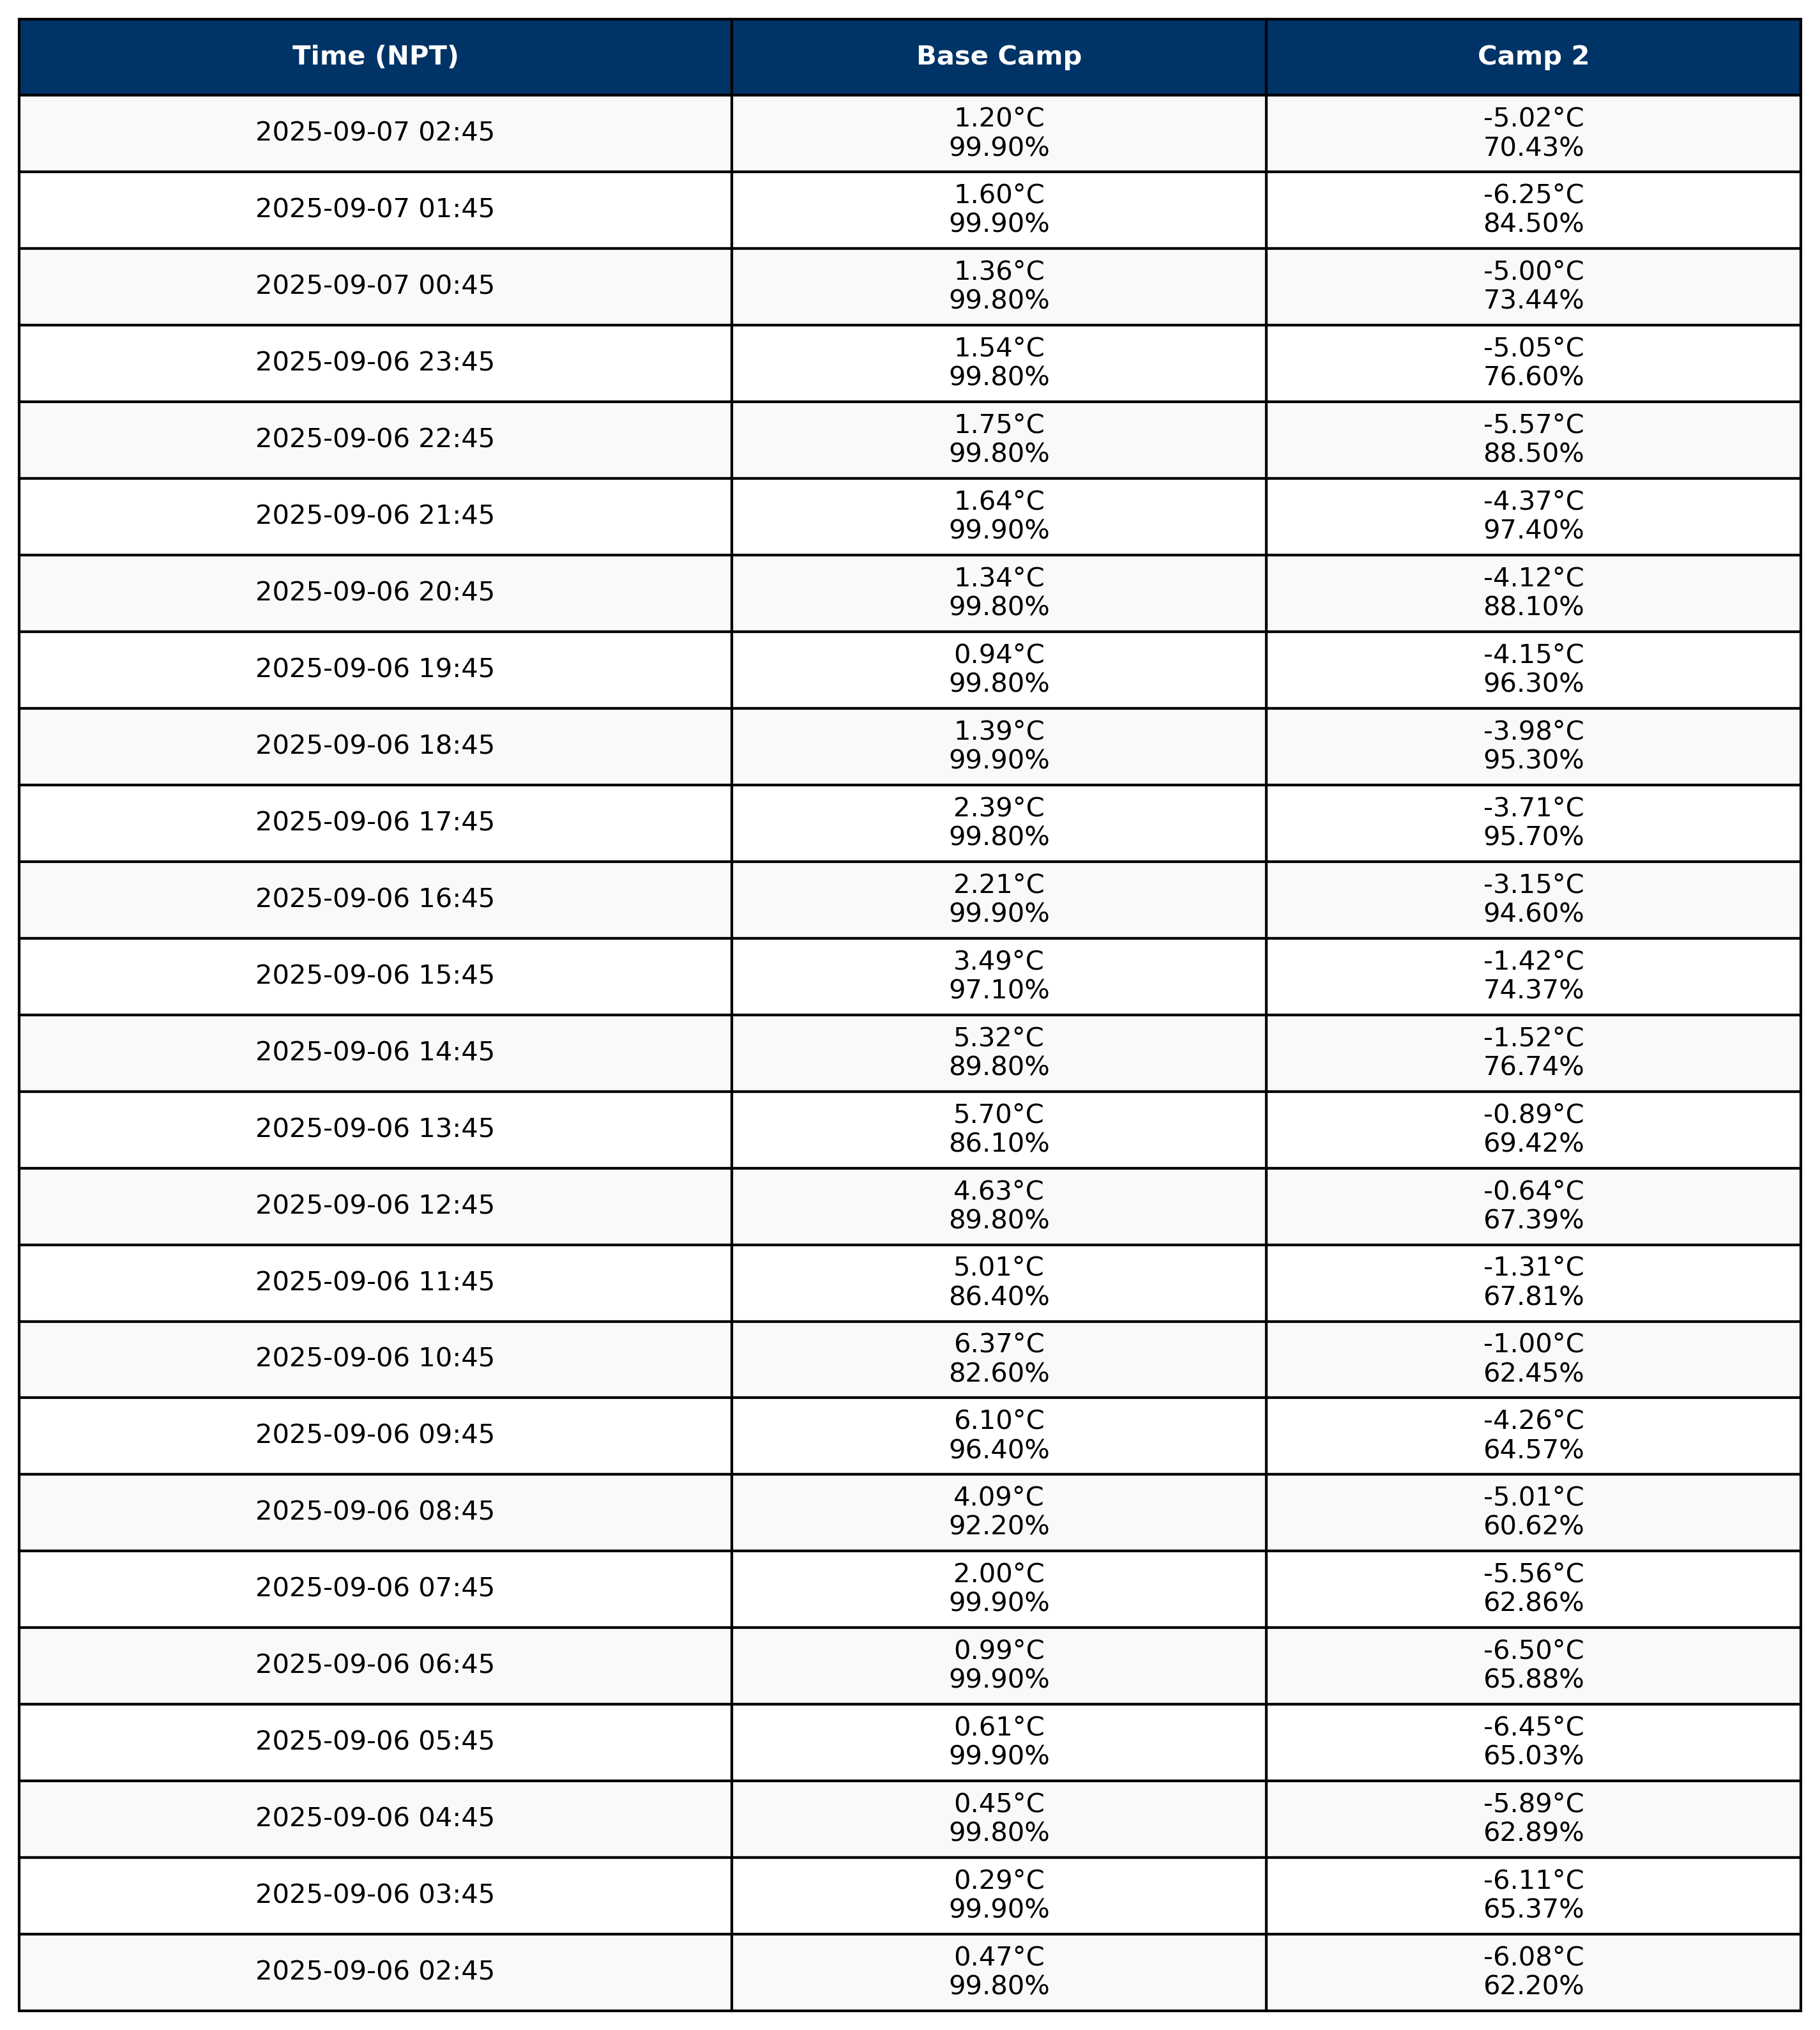 Time (NPT) Base Camp Camp 2
2025-09-07 02:45 1.20°C -5.02°C
99.90% 70.43%
2025-09-07 01:45 1.60°C -6.25°C
99.90% 84.50%
2025-09-07 00:45 1.36°C -5.00°C
99.80% 73.44%
2025-09-06 23:45 1.54°C -5.05°C
99.80% 76.60%
2025-09-06 22:45 1.75°C -5.57°C
99.80% 88.50%
2025-09-06 21:45 1.64°C -4.37°C
99.90% 97.40%
2025-09-06 20:45 1.34°C -4.12°C
99.80% 88.10%
2025-09-06 19:45 0.94°C -4.15°C
99.80% 96.30%
2025-09-06 18:45 1.39°C -3.98°C
99.90% 95.30%
2025-09-06 17:45 2.39°C -3.71°C
99.80% 95.70%
2025-09-06 16:45 2.21°C -3.15°C
99.90% 94.60%
2025-09-06 15:45 3.49°C -1.42°C
97.10% 74.37%
2025-09-06 14:45 5.32°C -1.52°C
89.80% 76.74%
2025-09-06 13:45 5.70°C -0.89°C
86.10% 69.42%
2025-09-06 12:45 4.63°C -0.64°C
89.80% 67.39%
2025-09-06 11:45 5.01°C -1.31°C
86.40% 67.81%
2025-09-06 10:45 6.37°C -1.00°C
82.60% 62.45%
2025-09-06 09:45 6.10°C -4.26°C
96.40% 64.57%
2025-09-06 08:45 4.09°C -5.01°C
92.20% 60.62%
2025-09-06 07:45 2.00°C -5.56°C
99.90% 62.86%
2025-09-06 06:45 0.99°C -6.50°C
99.90% 65.88%
2025-09-06 05:45 0.61°C -6.45°C
99.90% 65.03%
2025-09-06 04:45 0.45°C -5.89°C
99.80% 62.89%
2025-09-06 03:45 0.29°C -6.11°C
99.90% 65.37%
2025-09-06 02:45 0.47°C -6.08°C
99.80% 62.20%